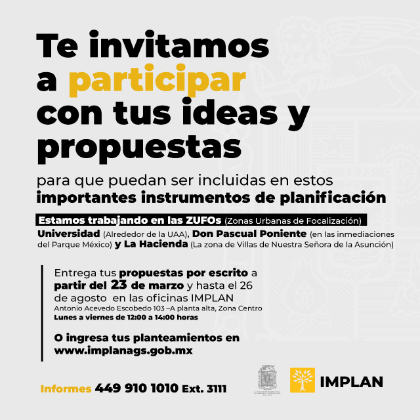 Te invitamos
a participar
con tus ideas y
propuestas
para que puedan ser incluidas en estos
importantes instrumentos de planificación
Estamos trabajando en las ZUFOs (Zonas Urbanas de Focalización)
Universidad (Alrededor de la UAA), Don Pascual Poniente (en las inmediaciones
del Parque México) y La Hacienda (La zona de Villas de Nuestra Señora de la Asunción)
Entrega tus propuestas por escrito a
partir del 23 de marzo y hasta el 26
de agosto en las oficinas IMPLAN
Antonio Acevedo Escobedo 103 -A planta alta, Zona Centro
Lunes a viernes de 12:00 a 14:00 horas
O ingresa tus planteamientos en
www.implanags.gob.mx
Informes 449 910 1010 Ext. 3111
IMPLAN